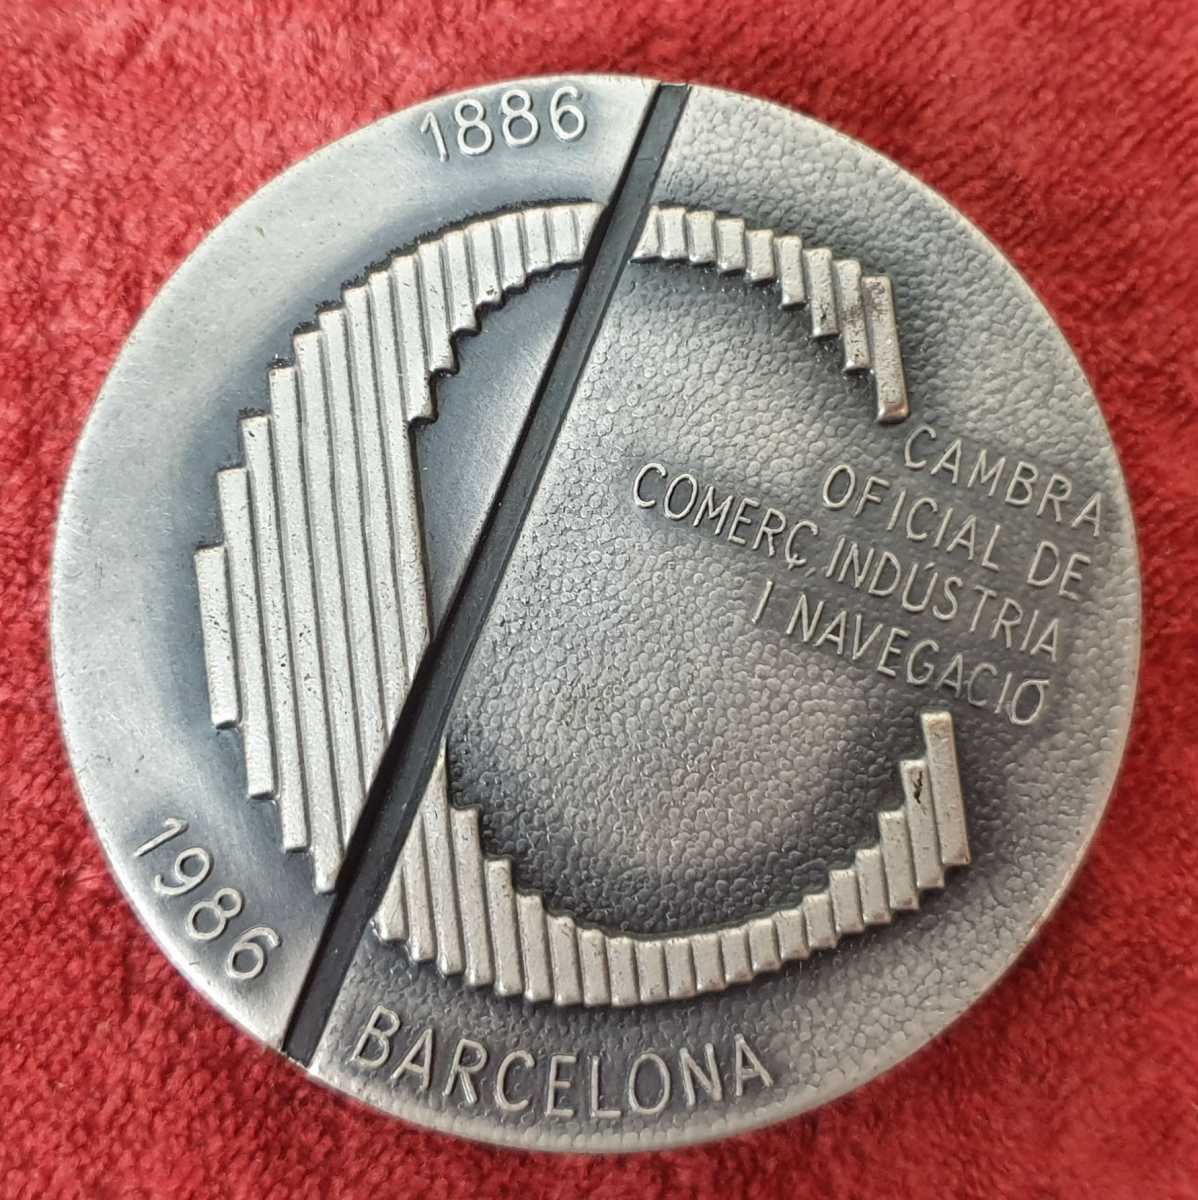 1886
CAMBRA
OFICIAL DE
COMERÇ, INDÚSTRIA
I NAVEGACIÓ
1986
BARCELONA